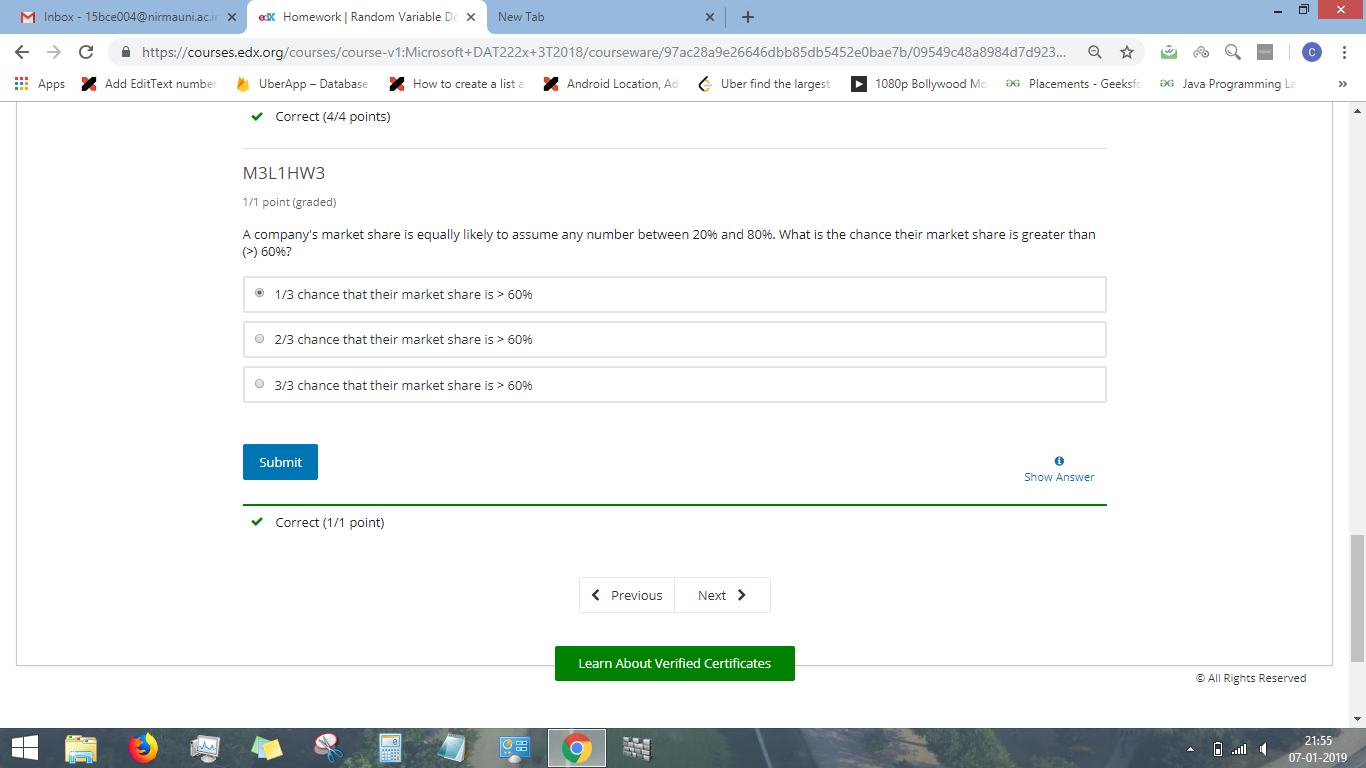 Inbox - 15bce004@nirmauni.ac.i
edX Homework | Random Variable De
New Tab
https://courses.edx.org/courses/course-v1:Microsoft+DAT222x+3T2018/courseware/97ac28a9e26646dbb85db5452e0bae7b/09549c48a8984d7d923...
C
Apps
Add EditText number
UberApp – Database
How to create a list a
Android Location, Ad
Uber find the largest
1080p Bollywood Mo
Placements - Geeksfo
Java Programming La
»
Correct (4/4 points)
M3L1HW3
1/1 point (graded)
A company's market share is equally likely to assume any number between 20% and 80%. What is the chance their market share is greater than
(>) 60%?
1/3 chance that their market share is > 60%
2/3 chance that their market share is > 60%
3/3 chance that their market share is > 60%
Submit
Show Answer
Correct (1/1 point)
Previous
Next
Learn About Verified Certificates
© All Rights Reserved
21:55
07-01-2019